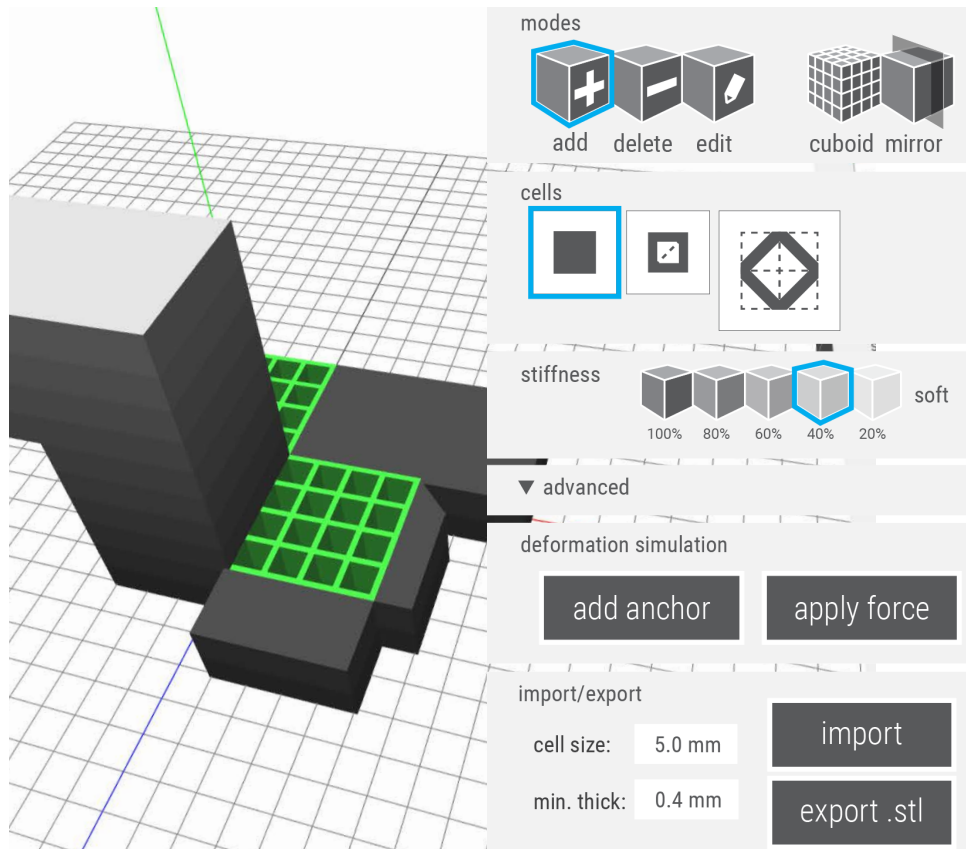 modes
add delete edit cuboid mirror
cells
stiffness
soft
100% 80% 60% 40% 20%
▼ advanced
deformation simulation
add anchor apply force
import/export
cell size: 5.0 mm
import
min. thick: 0.4 mm
export .stl